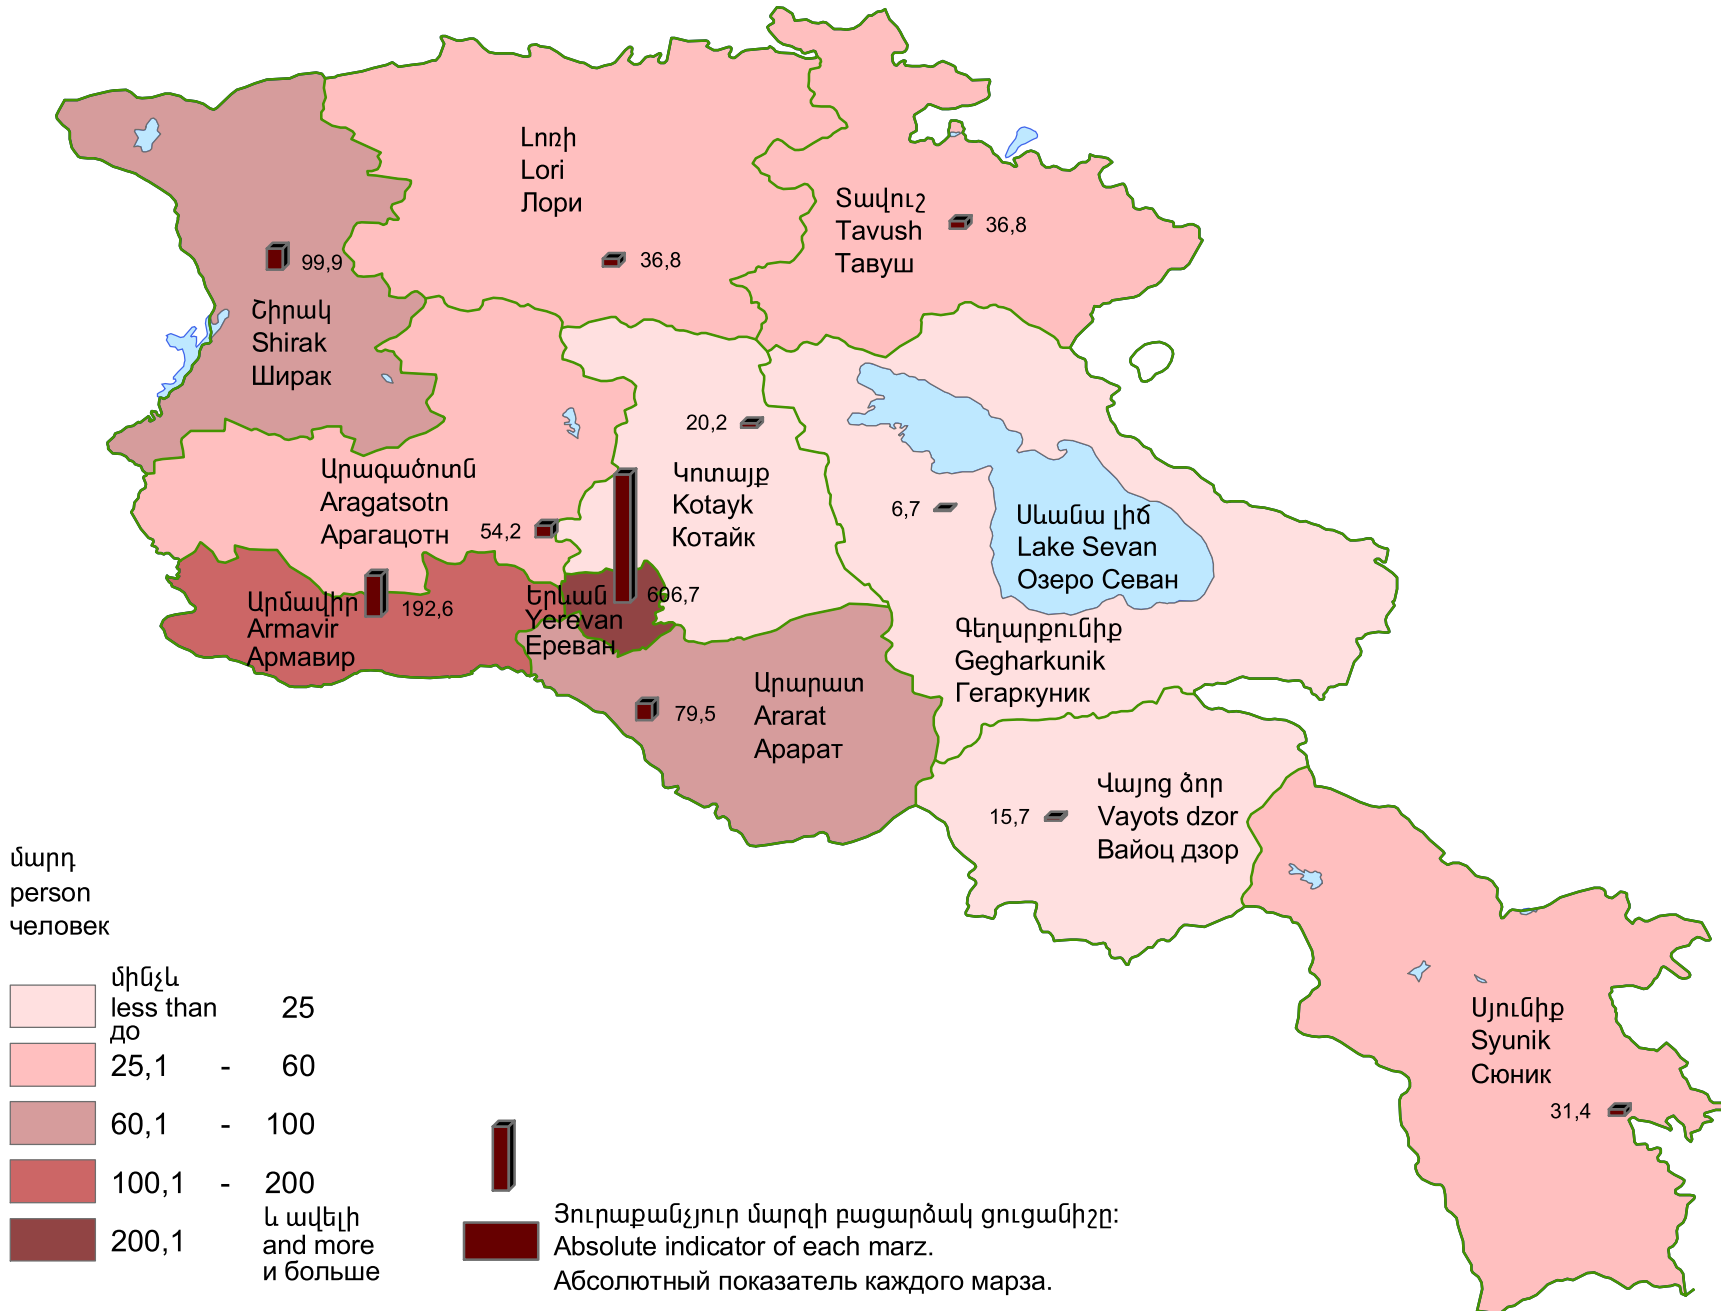 Լոռի
Lori
Лори
36,8
Տավուշ
Tavush
Тавуш
36,8
99,9
Շիրակ
Shirak
Ширак
Արագածոտն
Aragatsotn
Арагацотн
54,2
20,2
Կոտայք
Kotayk
Котайк
6,7
Սևանա լիճ
Lake Sevan
Озеро Севан
Գեղարքունիք
Gegharkunik
Гегаркуник
Արմավիր
Armavir
Армавир
192,6
Երևան
Yerevan
Ереван
606,7
79,5
Արարատ
Ararat
Арарат
15,7
Վայոց ձոր
Vayots dzor
Вайоц дзор
Սյունիք
Syunik
Сюник
31,4
մարդ
person
человек
մինչև
less than 25
до
25,1 - 60
60,1 - 100
100,1 - 200
200,1 և ավելի
and more
и больше
Յուրաքանչյուր մարզի բացարձակ ցուցանիշը:
Absolute indicator of each marz.
Абсолютный показатель каждого марза.